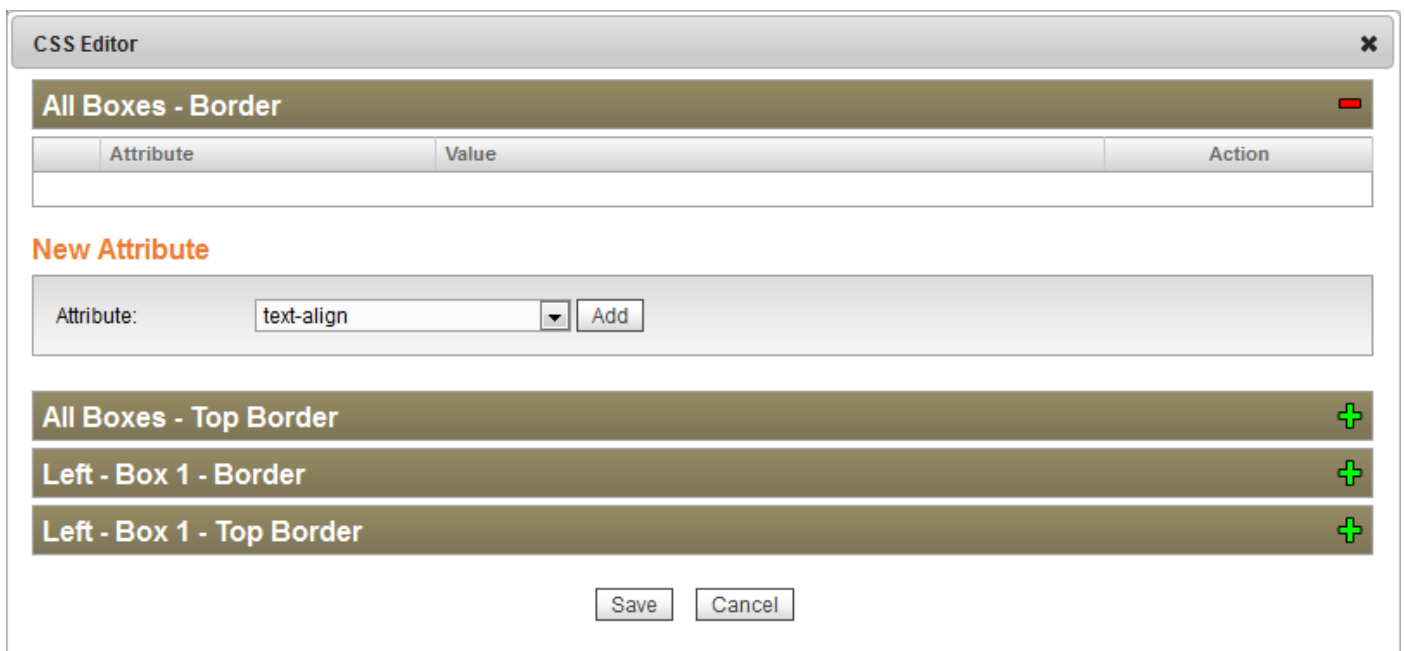 CSS Editor
All Boxes - Border
Attribute Value Action
New Attribute
Attribute: text-align Add
All Boxes - Top Border
Left - Box 1 - Border
Left - Box 1 - Top Border
Save Cancel